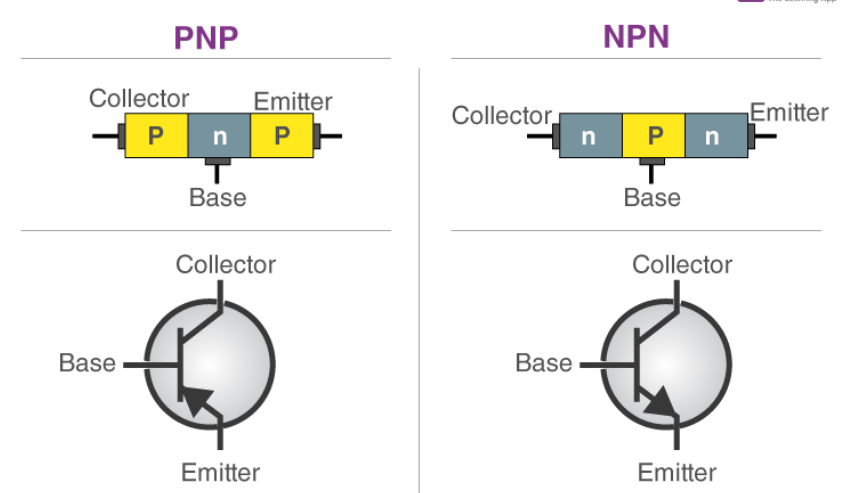 PNP
NPN
Collector
Emitter
P
n
P
Base
Collector
Emitter
n
P
n
Base
Collector
Base
Emitter
Collector
Base
Emitter